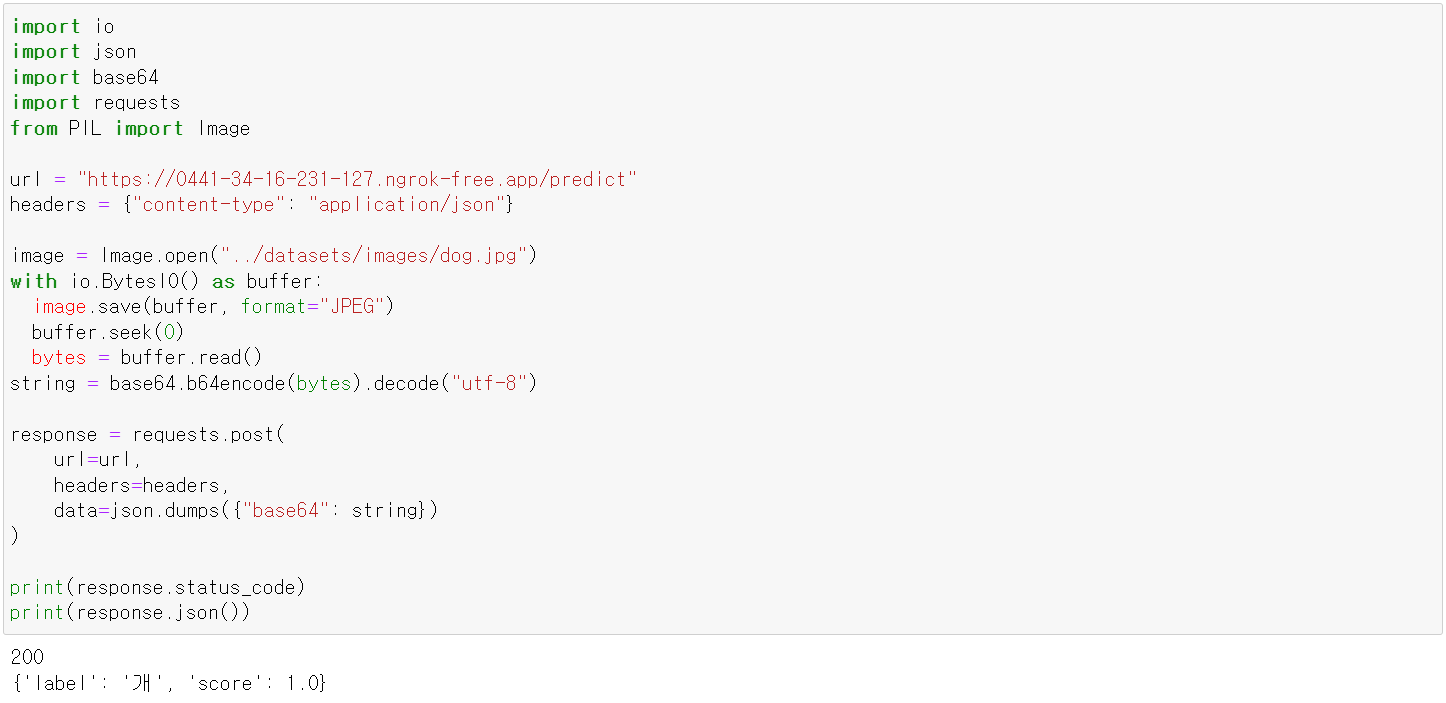 import io
import json
import base64
import requests
from PIL import Image

url = "https://0441-34-16-231-127.ngrok-free.app/predict"
headers = {"content-type": "application/json"}

image = Image.open("../datasets/images/dog.jpg")
with io.BytesIO() as buffer:
  image.save(buffer, format="JPEG")
  buffer.seek(0)
  bytes = buffer.read()
string = base64.b64encode(bytes).decode("utf-8")

response = requests.post(
    url=url,
    headers=headers,
    data=json.dumps({"base64": string})
)

print(response.status_code)
print(response.json())
200
{'label': '개', 'score': 1.0}